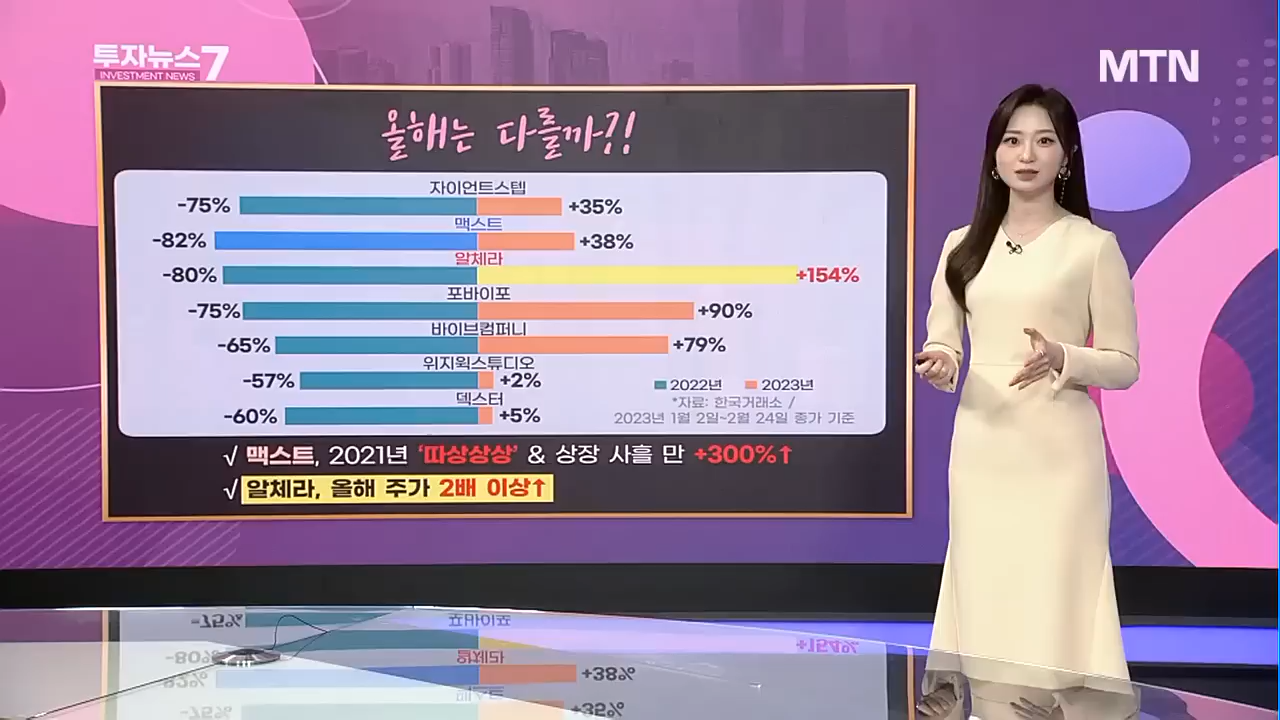 투자뉴스7
INVESTMENT NEWS
MTN
올해는 다를까?!
자이언트스텝
-75% +35%
맥스트
-82% +38%
알체라
-80% +154%
포바이포
-75% +90%
바이브컴퍼니
-65% +79%
위지윅스튜디오
-57% +2%
덱스터
-60% +5%
2022년 2023년
*자료: 한국거래소 /
2023년 1월 2일~2월 24일 종가 기준
√ 맥스트, 2021년 '따상상상' & 상장 사흘 만 +300%↑
√ 알체라, 올해 주가 2배 이상↑